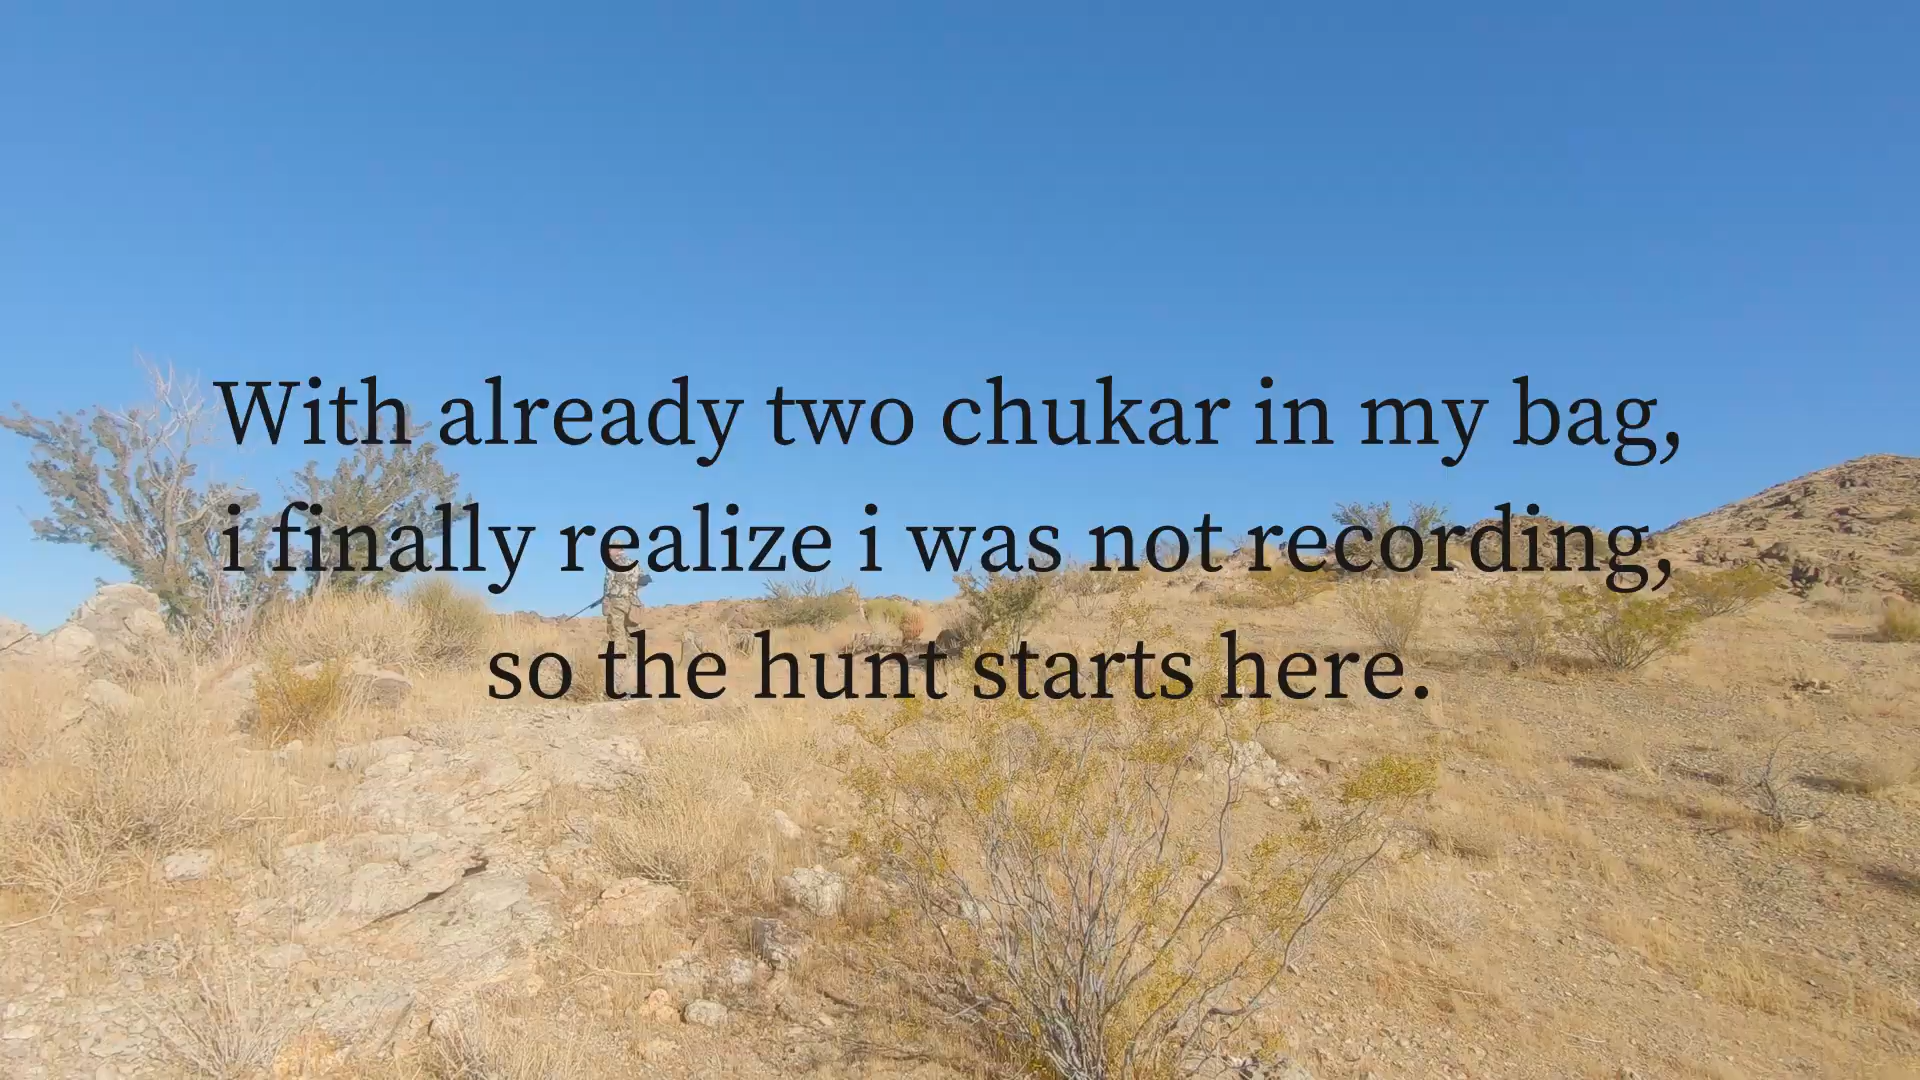 With already two chukar in my bag,
i finally realize i was not recording,
so the hunt starts here.